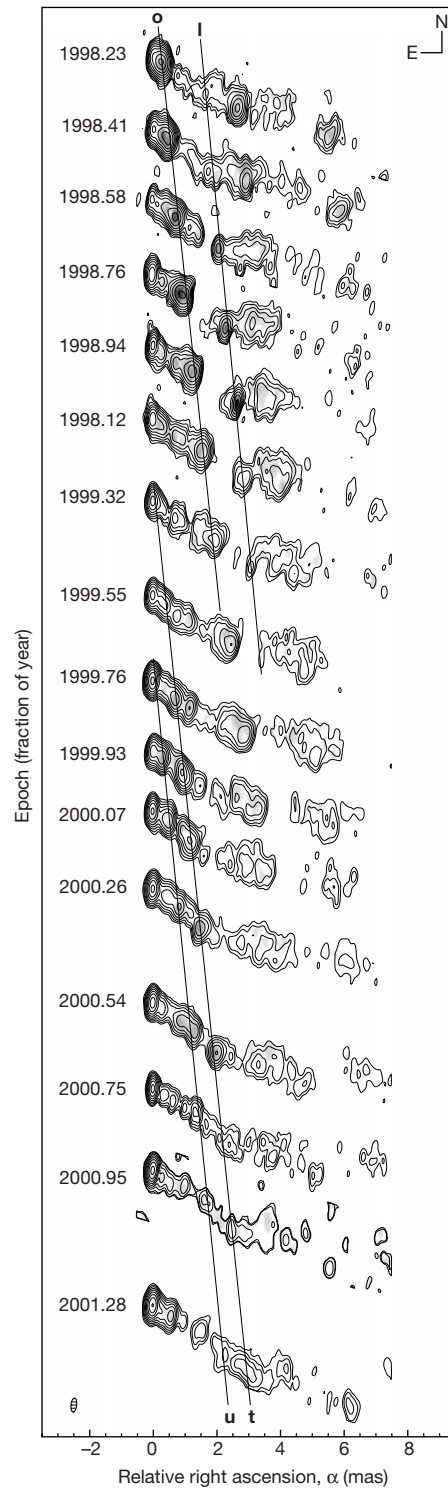 o
l
N
E
1998.23
1998.41
1998.58
1998.76
1998.94
1998.12
1999.32
1999.55
1999.76
1999.93
2000.07
2000.26
2000.54
2000.75
2000.95
2001.28
Epoch (fraction of year)
u t
−2 0 2 4 6 8
Relative right ascension, α (mas)